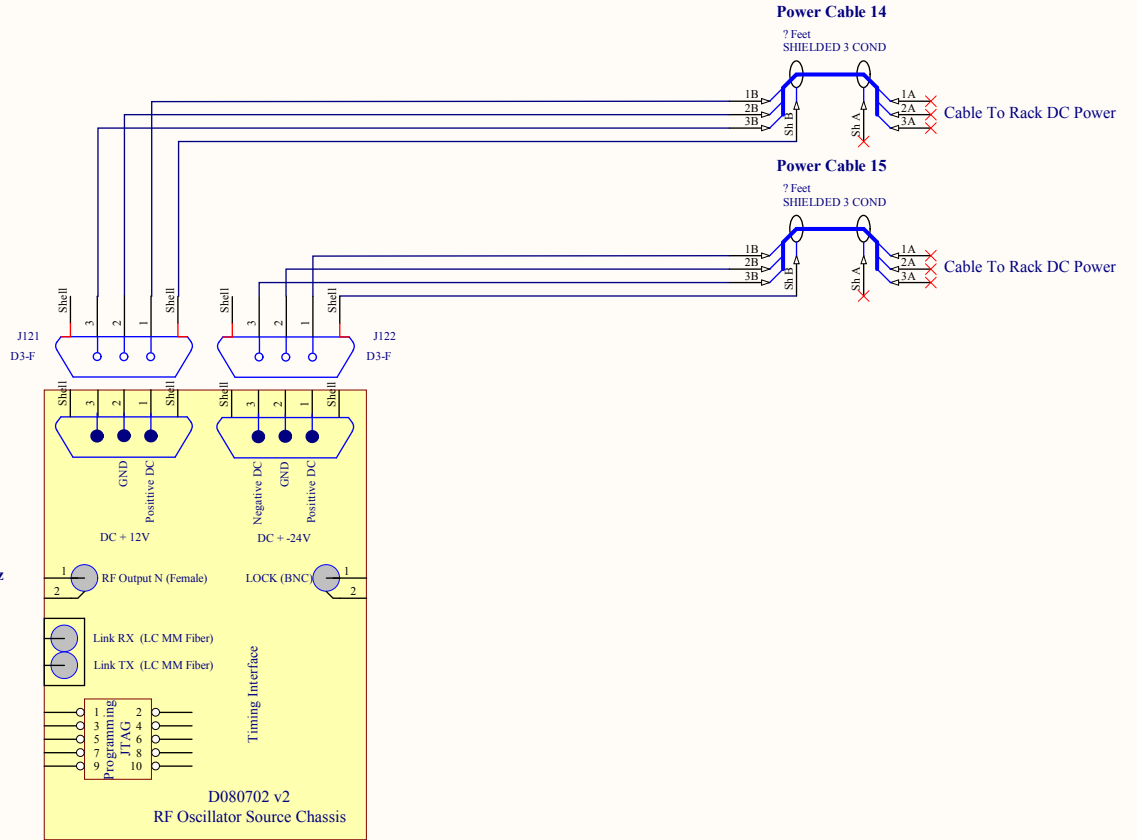 Power Cable 14
? Feet
SHIELDED 3 COND
1B
2B
3B
Sh B
Sh A
1A
2A
3A
Cable To Rack DC Power
Power Cable 15
? Feet
SHIELDED 3 COND
1B
2B
3B
Sh B
Sh A
1A
2A
3A
Cable To Rack DC Power
Shell
3
2
1
Shell
Shell
3
2
1
Shell
J121
D3-F
J122
D3-F
Shell
3
2
1
Shell
Shell
3
2
1
Shell
GND
Posittive DC
Negative DC
GND
Posittive DC
DC + 12V
DC + -24V
z
1
2
RF Output N (Female)
LOCK (BNC)
1
2
Link RX (LC MM Fiber)
Link TX (LC MM Fiber)
Timing Interface
Programming
JTAG
1 2
3 4
5 6
7 8
9 10
D080702 v2
RF Oscillator Source Chassis